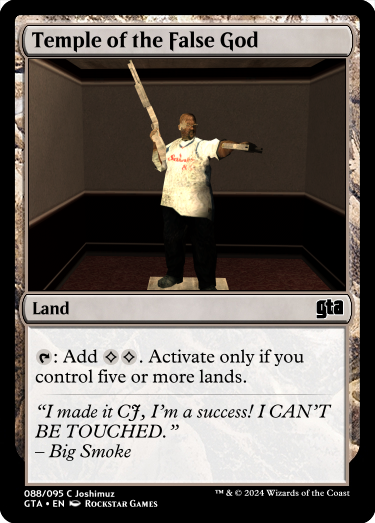 Temple of the False God
Land
gta
: Add . Activate only if you
control five or more lands.
“I made it CJ, I’m a success! I CAN’T
BE TOUCHED.”
– Big Smoke
088/095 C Joshimuz
GTA • EN ROCKSTAR GAMES
™ & © 2024 Wizards of the Coast